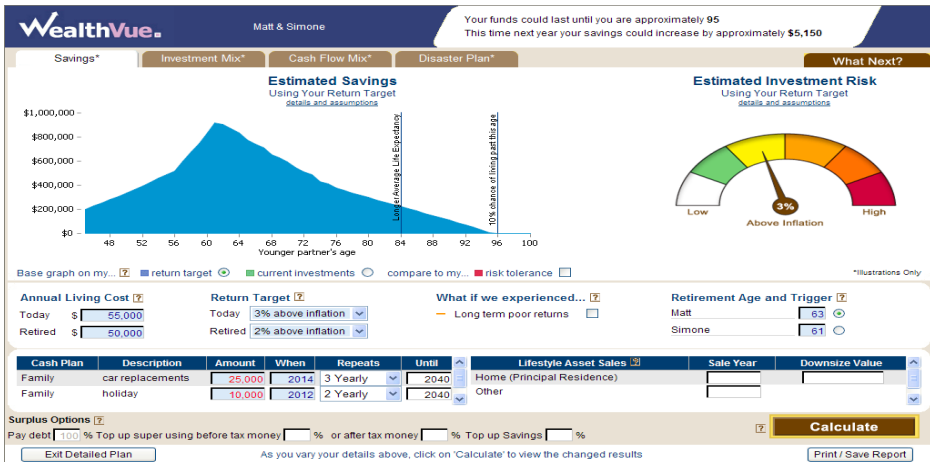 WealthVue.
Matt & Simone
Your funds could last until you are approximately 95
This time next year your savings could increase by approximately $5,150
Savings* Investment Mix* Cash Flow Mix* Disaster Plan* What Next?
Estimated Savings
Using Your Return Target
details and assumptions
$1,000,000
$800,000
$600,000
$400,000
$200,000
$0
48 52 56 60 64 68 72 76 80 84 88 92 96 100
Younger partner's age
Longer Average Life Expectancy
10% chance of living past this age
Estimated Investment Risk
Using Your Return Target
details and assumptions
Low 3% High
Above Inflation
Base graph on my... ? return target current investments compare to my... risk tolerance
*Illustrations Only
Annual Living Cost ?
Today $ 55,000
Retired $ 50,000
Return Target ?
Today 3% above inflation
Retired 2% above inflation
What if we experienced... ?
Long term poor returns
Retirement Age and Trigger ?
Matt 63
Simone 61
Cash Plan Description Amount When Repeats Until
Family car replacements 25,000 2014 3 Yearly 2040
Family holiday 10,000 2012 2 Yearly 2040
Lifestyle Asset Sales ? Sale Year Downsize Value
Home (Principal Residence)
Other
Surplus Options ?
Pay debt 100 % Top up super using before tax money % or after tax money % Top up Savings %
? Calculate
Exit Detailed Plan
As you vary your details above, click on 'Calculate' to view the changed results
Print / Save Report